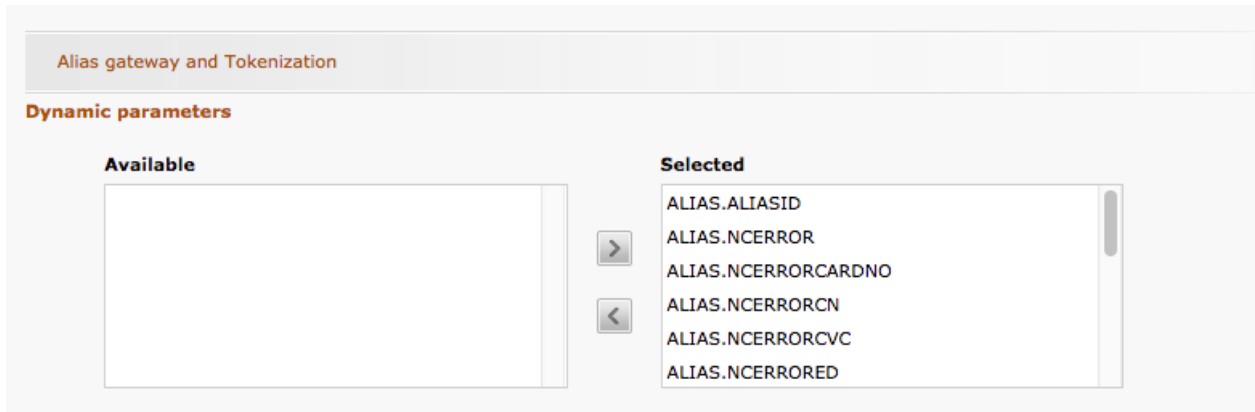 Alias gateway and Tokenization
Dynamic parameters
Available
Selected
ALIAS.ALIASID
ALIAS.NCERROR
ALIAS.NCERRORCARDNO
ALIAS.NCERRORCN
ALIAS.NCERRORCVC
ALIAS.NCERRORED